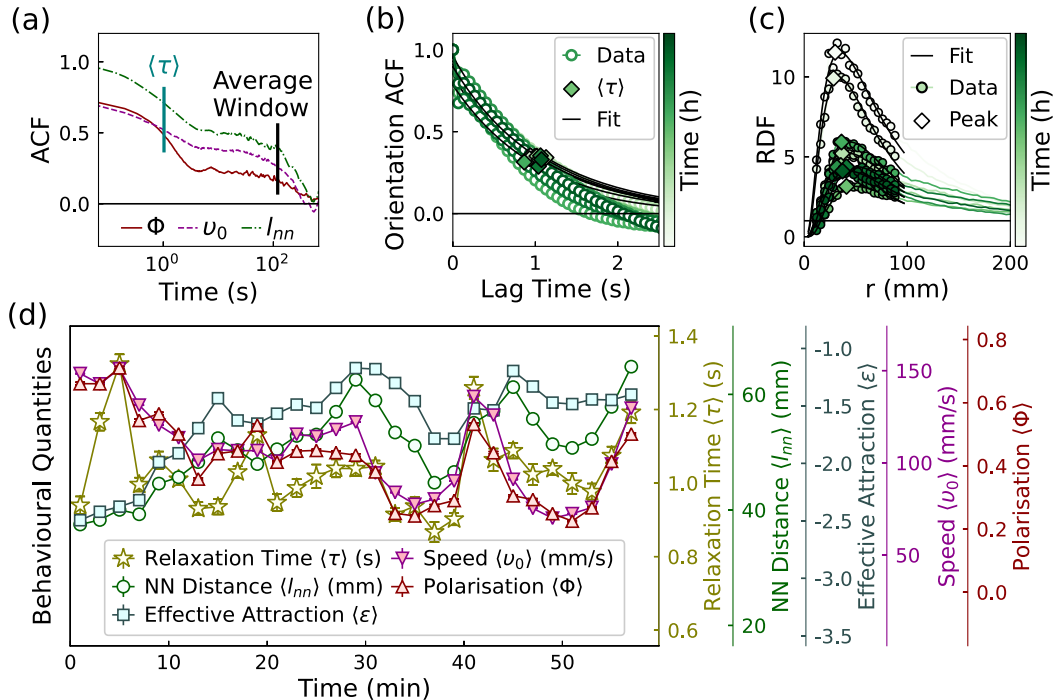 (a)
1.0
0.5
0.0
ACF
⟨τ⟩
Average
Window
Φ
υ0
lnn
10^0
10^2
Time (s)
(b)
1.0
0.5
0.0
Orientation ACF
Data
⟨τ⟩
Fit
0
1
2
Lag Time (s)
Time (h)
(c)
10
5
0
RDF
Fit
Data
Peak
0
100
200
r (mm)
Time (h)
(d)
Behavioural Quantities
Relaxation Time ⟨τ⟩ (s)
NN Distance ⟨lnn⟩ (mm)
Effective Attraction ⟨ε⟩
Speed ⟨υ0⟩ (mm/s)
Polarisation ⟨Φ⟩
0
10
20
30
40
50
Time (min)
1.4
1.2
1.0
0.8
0.6
Relaxation Time ⟨τ⟩ (s)
60
40
20
NN Distance ⟨lnn⟩ (mm)
-1.0
-1.5
-2.0
-2.5
-3.0
-3.5
Effective Attraction ⟨ε⟩
150
100
50
Speed ⟨υ0⟩ (mm/s)
0.8
0.6
0.4
0.2
0.0
Polarisation ⟨Φ⟩